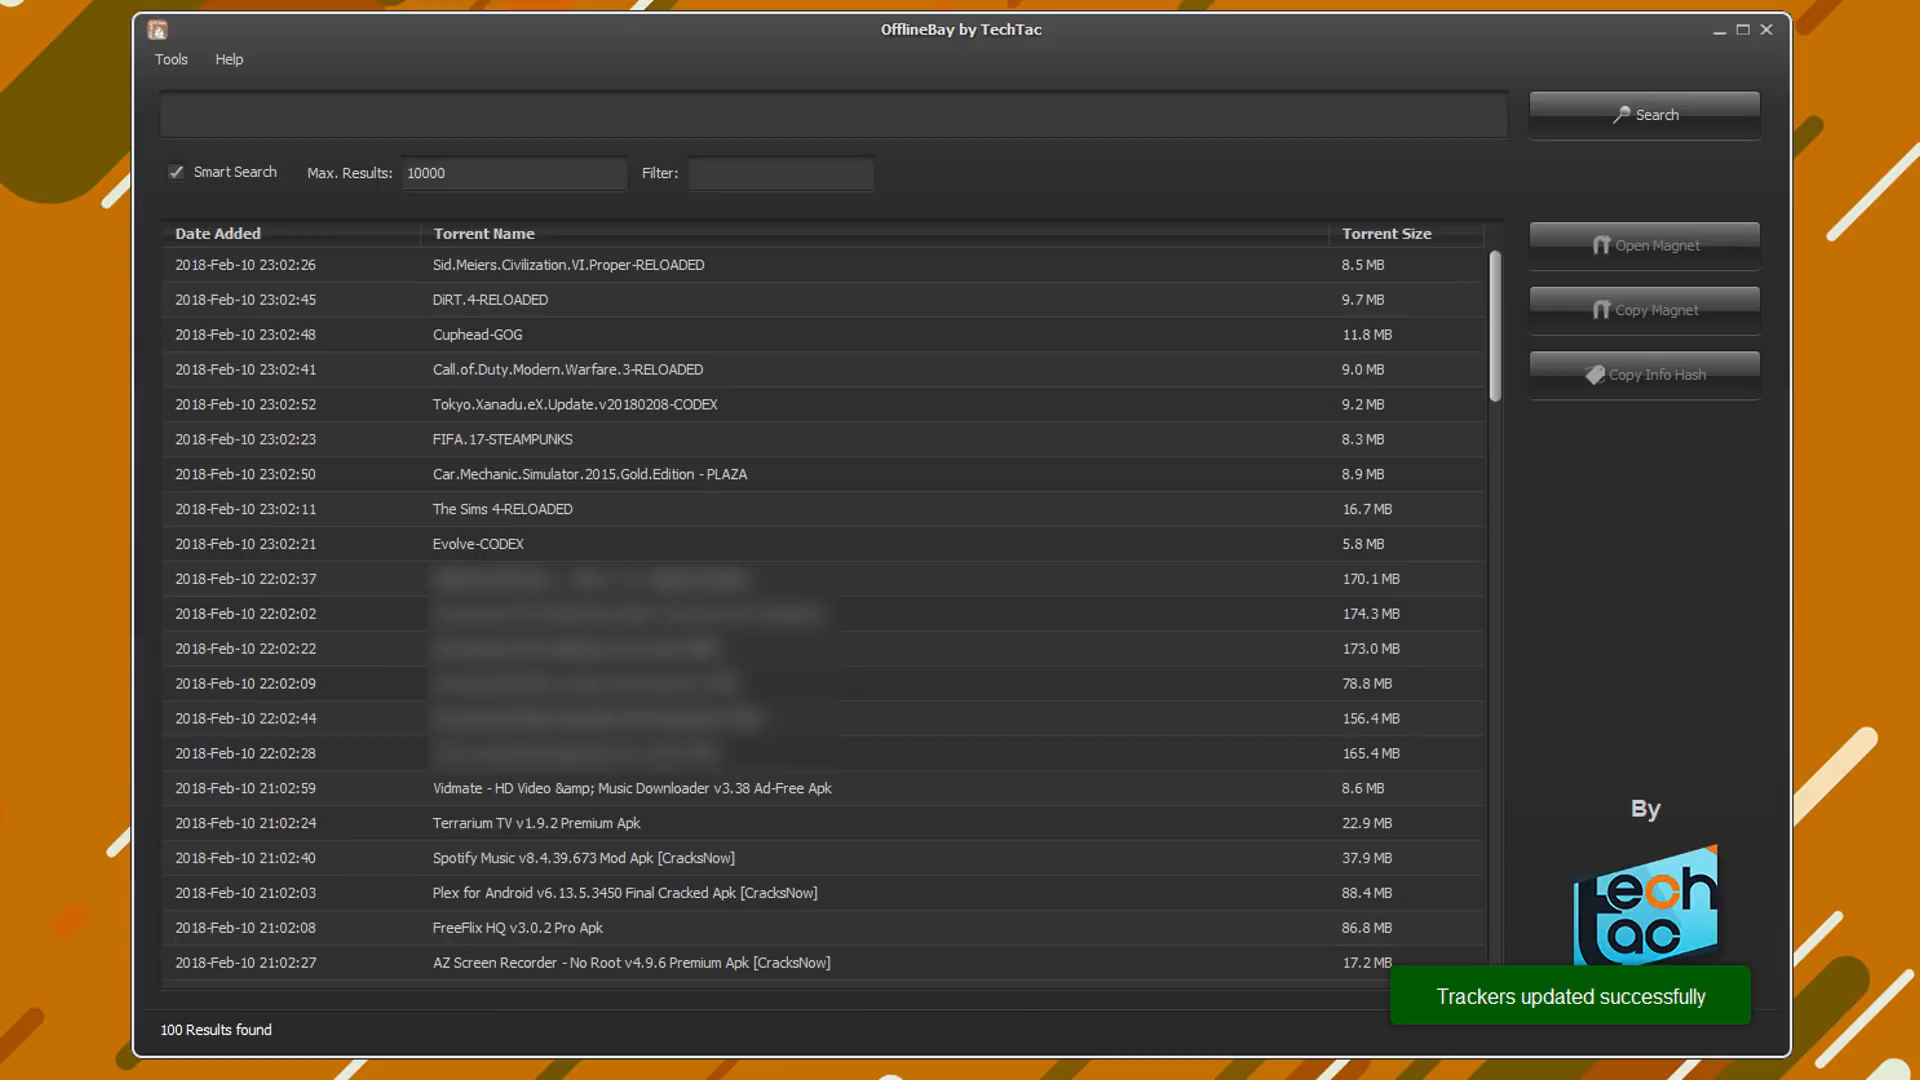 OfflineBay by TechTac
Tools Help
Search
Smart Search Max. Results: 10000 Filter:
Date Added Torrent Name Torrent Size
2018-Feb-10 23:02:26 Sid.Meiers.Civilization.VI.Proper-RELOADED 8.5 MB
2018-Feb-10 23:02:45 DiRT.4-RELOADED 9.7 MB
2018-Feb-10 23:02:48 Cuphead-GOG 11.8 MB
2018-Feb-10 23:02:41 Call.of.Duty.Modern.Warfare.3-RELOADED 9.0 MB
2018-Feb-10 23:02:52 Tokyo.Xanadu.eX.Update.v20180208-CODEX 9.2 MB
2018-Feb-10 23:02:23 FIFA.17-STEAMPUNKS 8.3 MB
2018-Feb-10 23:02:50 Car.Mechanic.Simulator.2015.Gold.Edition - PLAZA 8.9 MB
2018-Feb-10 23:02:11 The Sims 4-RELOADED 16.7 MB
2018-Feb-10 23:02:21 Evolve-CODEX 5.8 MB
2018-Feb-10 22:02:37 170.1 MB
2018-Feb-10 22:02:02 174.3 MB
2018-Feb-10 22:02:22 173.0 MB
2018-Feb-10 22:02:09 78.8 MB
2018-Feb-10 22:02:44 156.4 MB
2018-Feb-10 22:02:28 165.4 MB
2018-Feb-10 21:02:59 Vidmate - HD Video &amp; Music Downloader v3.38 Ad-Free Apk 8.6 MB
2018-Feb-10 21:02:24 Terrarium TV v1.9.2 Premium Apk 22.9 MB
2018-Feb-10 21:02:40 Spotify Music v8.4.39.673 Mod Apk [CracksNow] 37.9 MB
2018-Feb-10 21:02:03 Plex for Android v6.13.5.3450 Final Cracked Apk [CracksNow] 88.4 MB
2018-Feb-10 21:02:08 FreeFlix HQ v3.0.2 Pro Apk 86.8 MB
2018-Feb-10 21:02:27 AZ Screen Recorder - No Root v4.9.6 Premium Apk [CracksNow] 17.2 MB
Open Magnet
Copy Magnet
Copy Info Hash
By
tech
tac
Trackers updated successfully
100 Results found